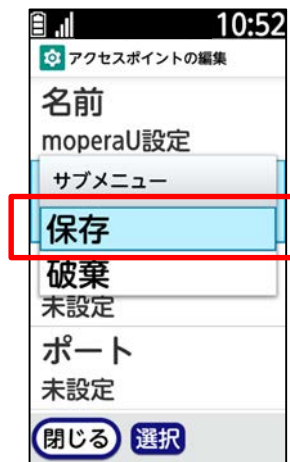 10:52
アクセスポイントの編集
名前
moperaU設定
サブメニュー
保存
破棄
未設定
ポート
未設定
閉じる 選択